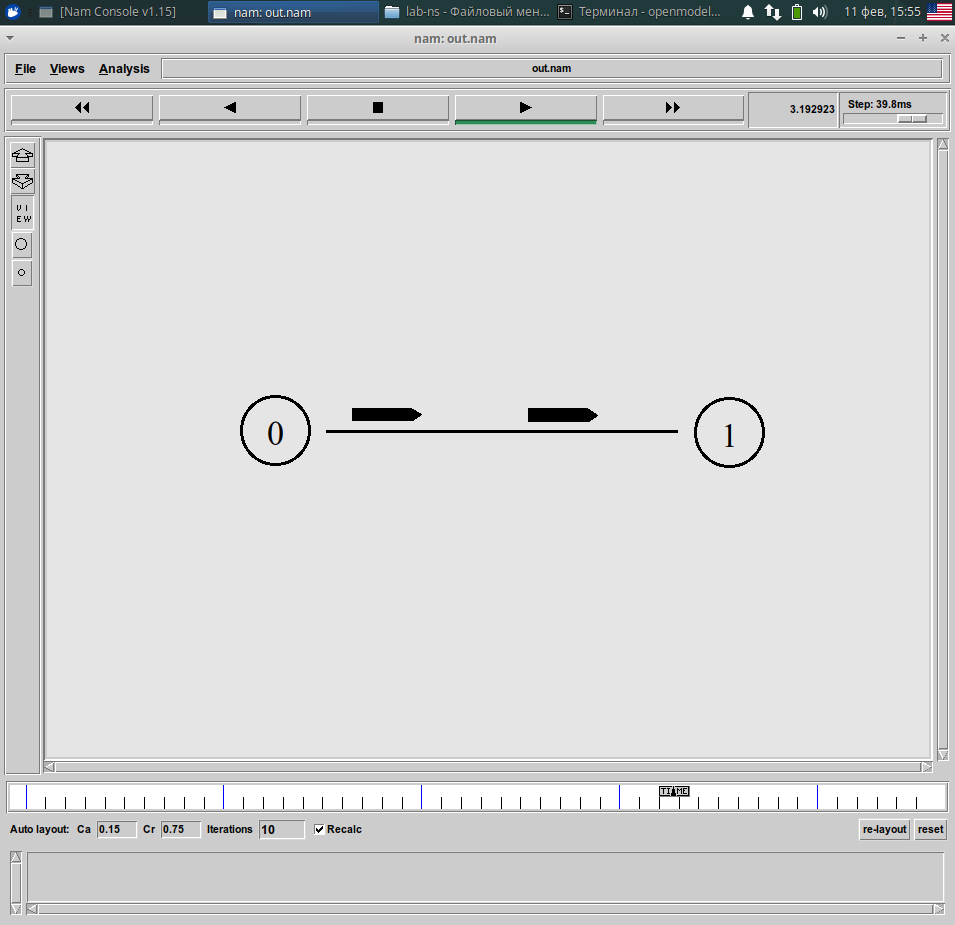 [Nam Console v1.15] nam: out.nam lab-ns - Файловый мен... Терминал - openmodel... 11 фев, 15:55
nam: out.nam
File Views Analysis out.nam
3.192923 Step: 39.8ms
VI
EW
0 1
TIME
Auto layout: Ca 0.15 Cr 0.75 Iterations 10 Recalc re-layout reset